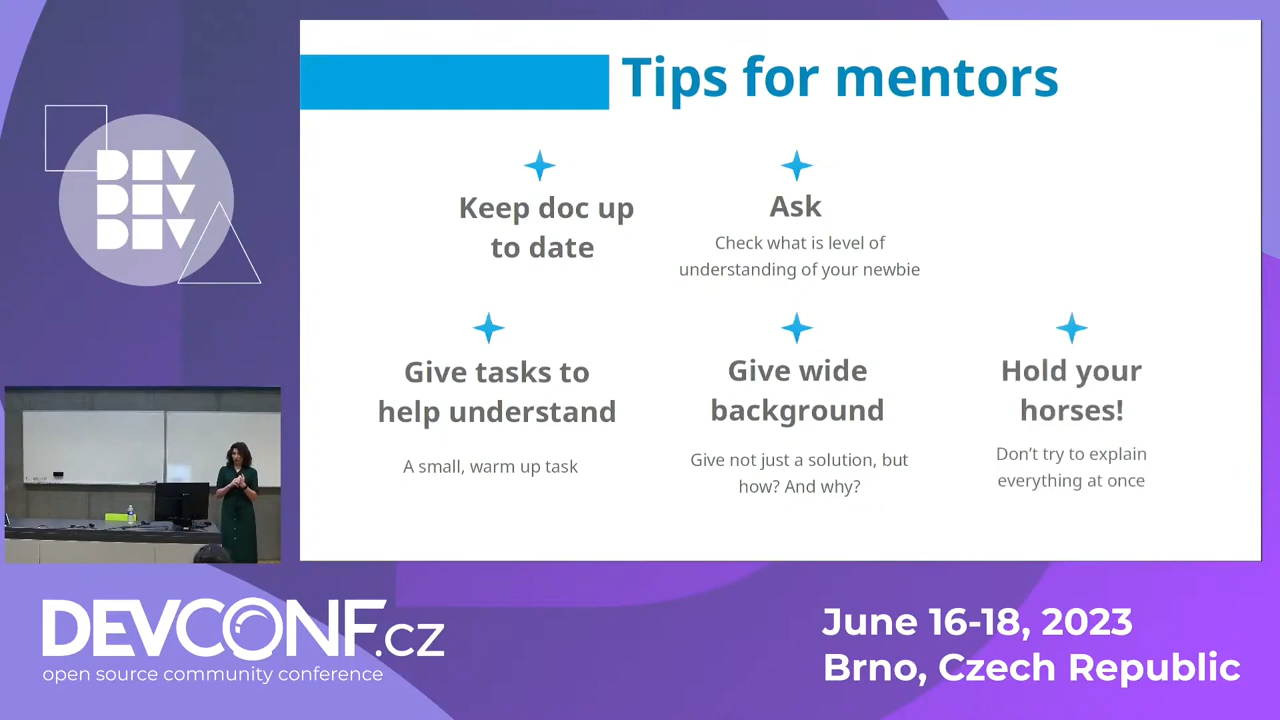 Tips for mentors
Keep doc up
to date
Ask
Check what is level of
understanding of your newbie
Give tasks to
help understand
A small, warm up task
Give wide
background
Give not just a solution, but
how? And why?
Hold your
horses!
Don’t try to explain
everything at once
DEV
DEV
DEV
DEVCONF.cz
open source community conference
June 16-18, 2023
Brno, Czech Republic